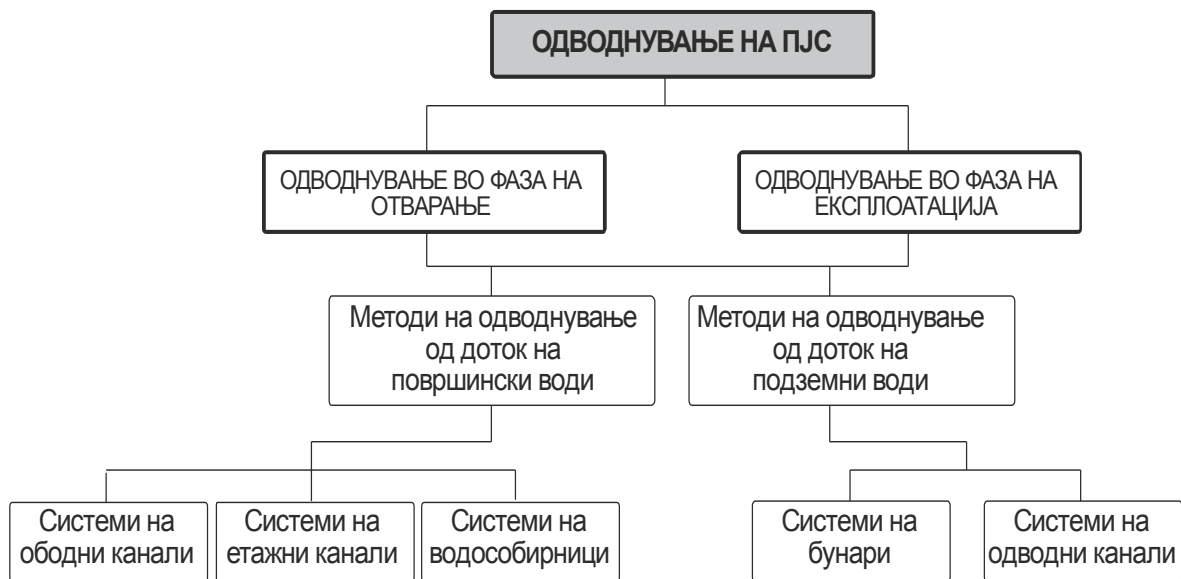 ОДВОДНУВАЊЕ НА ПЈС
ОДВОДНУВАЊЕ ВО ФАЗА НА
ОТВАРАЊЕ
ОДВОДНУВАЊЕ ВО ФАЗА НА
ЕКСПЛОАТАЦИЈА
Методи на одводнување
од доток на
површински води
Методи на одводнување
од доток на
подземни води
Системи на
ободни канали
Системи на
етажни канали
Системи на
водособирници
Системи на
бунари
Системи на
одводни канали